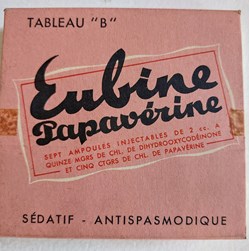 TABLEAU "B"
Eubine
Papavérine
SEPT AMPOULES INJECTABLES DE 2 cc. A
QUINZE MGRS DE CHL. DE DIHYDROOXYCODÉINONE
ET CINQ CTGRS DE CHL. DE PAPAVÉRINE
SÉDATIF - ANTISPASMODIQUE